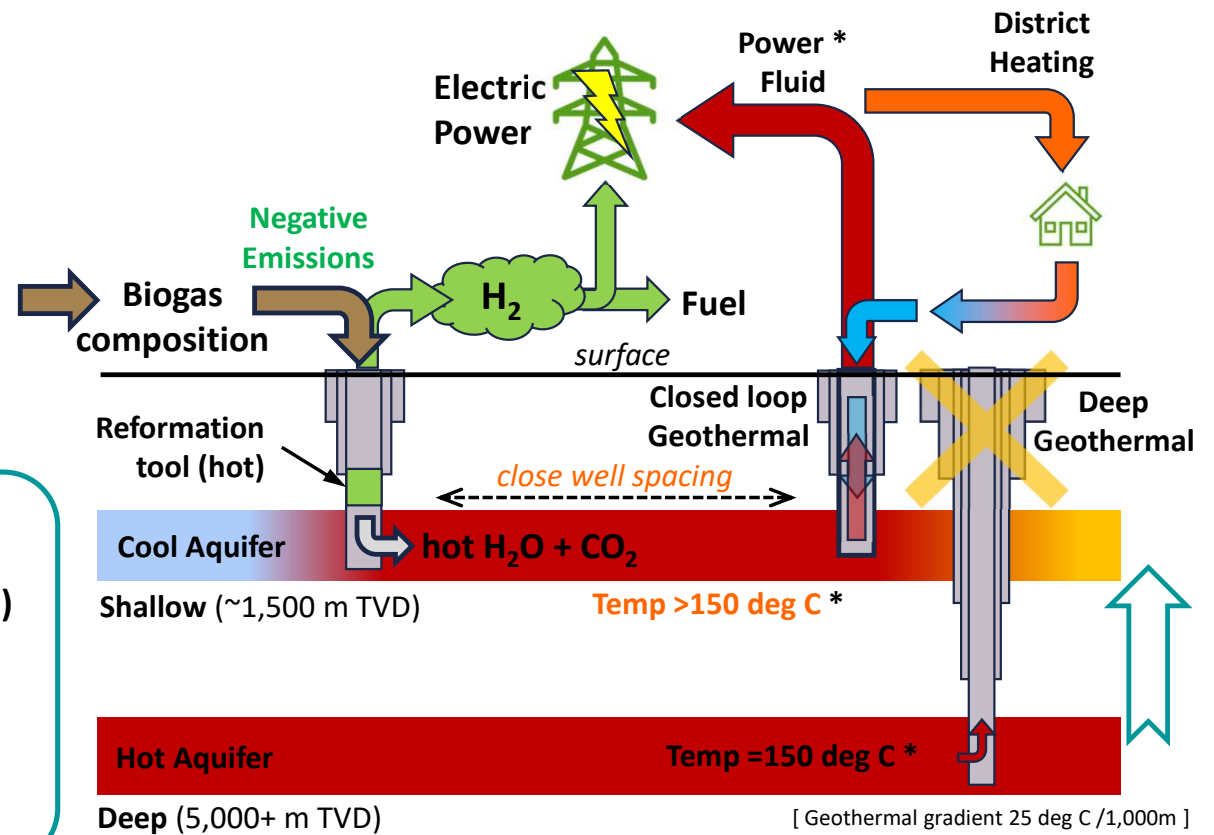 Power *
Fluid
District
Heating
Electric
Power
Negative
Emissions
Biogas
composition
H₂
Fuel
surface
Closed loop
Geothermal
Deep
Geothermal
Reformation
tool (hot)
close well spacing
Cool Aquifer
hot H₂O + CO₂
)
Shallow (~1,500 m TVD)
Temp >150 deg C *
Hot Aquifer
Temp =150 deg C *
Deep (5,000+ m TVD)
[ Geothermal gradient 25 deg C /1,000m ]